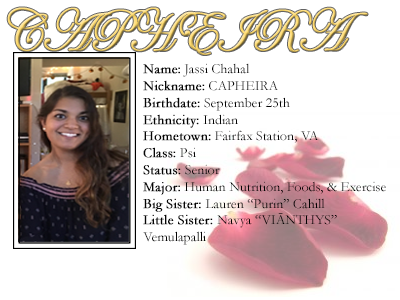 CAPHEIRA
Name: Jassi Chahal
Nickname: CAPHEIRA
Birthdate: September 25th
Ethnicity: Indian
Hometown: Fairfax Station, VA
Class: Psi
Status: Senior
Major: Human Nutrition, Foods, & Exercise
Big Sister: Lauren “Purin” Cahill
Little Sister: Navya “VIĀNTHYS”
Vemulapalli